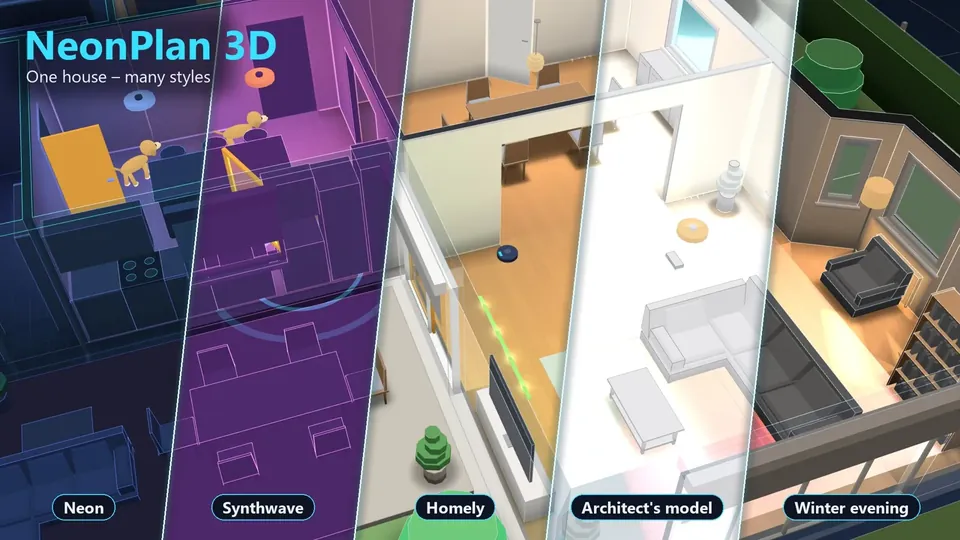 NeonPlan 3D
One house – many styles
Neon
Synthwave
Homely
Architect's model
Winter evening